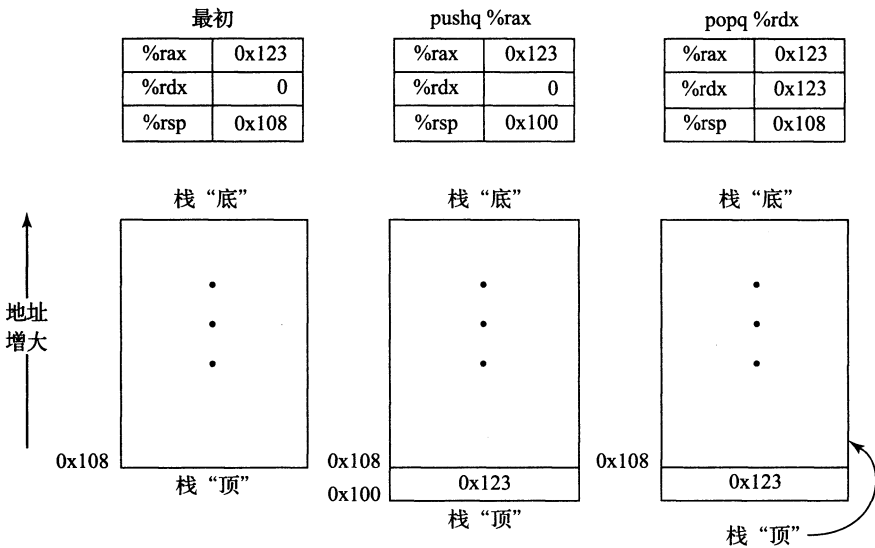 最初 pushq %rax popq %rdx
%rax 0x123 %rax 0x123 %rax 0x123
%rdx 0 %rdx 0 %rdx 0x123
%rsp 0x108 %rsp 0x100 %rsp 0x108
栈“底” 栈“底” 栈“底”
地址
增大
0x108 0x108 0x108
0x123 0x123
栈“顶” 0x100
栈“顶” 栈“顶”